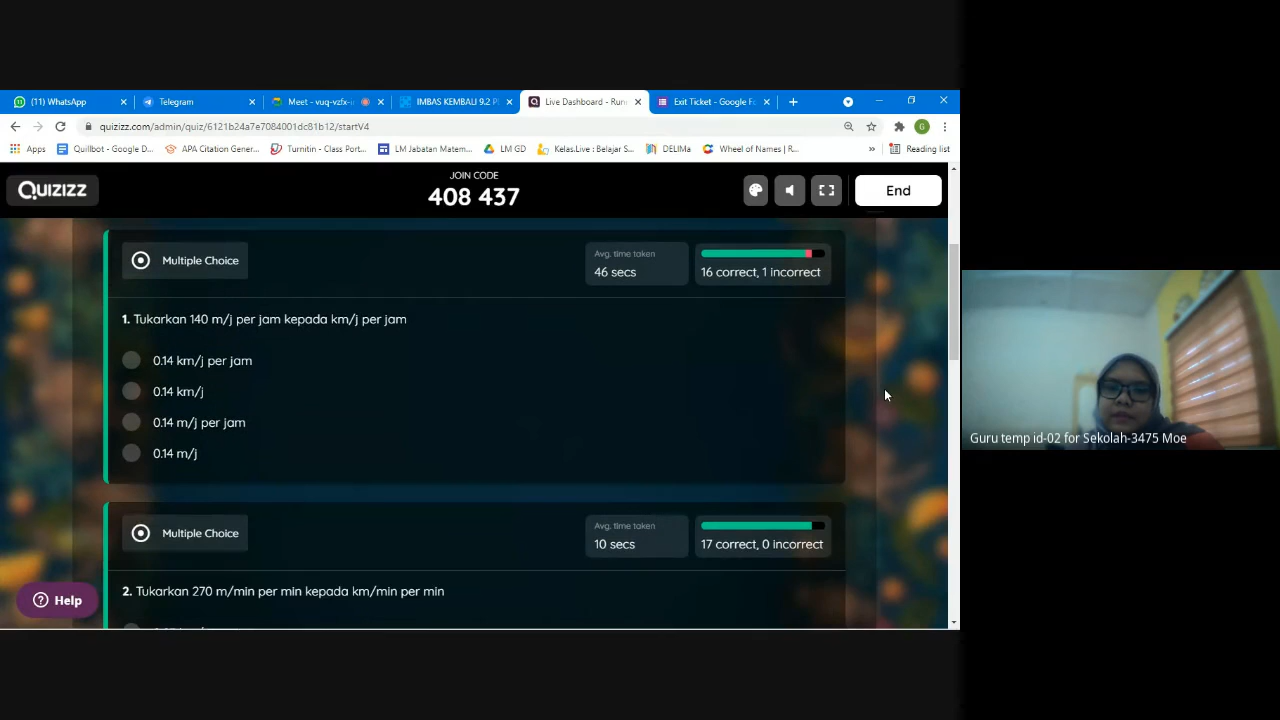 (11) WhatsApp
Telegram
Meet - vuq-vzfx-i
IMBAS KEMBALI 9.2 P
Live Dashboard - Run
Exit Ticket - Google Fo
quizizz.com/admin/quiz/6121b24a7e7084001dc81b12/startV4
Apps
Quillbot - Google D...
APA Citation Gener...
Turnitin - Class Port...
LM Jabatan Matem...
LM GD
Kelas.Live : Belajar S...
DELIMa
Wheel of Names | R...
»
Reading list
Quizizz
JOIN CODE
408 437
End
Multiple Choice
Avg. time taken
46 secs
16 correct, 1 incorrect
1. Tukarkan 140 m/j per jam kepada km/j per jam
0.14 km/j per jam
0.14 km/j
0.14 m/j per jam
0.14 m/j
Multiple Choice
Avg. time taken
10 secs
17 correct, 0 incorrect
2. Tukarkan 270 m/min per min kepada km/min per min
Help
Guru temp id-02 for Sekolah-3475 Moe